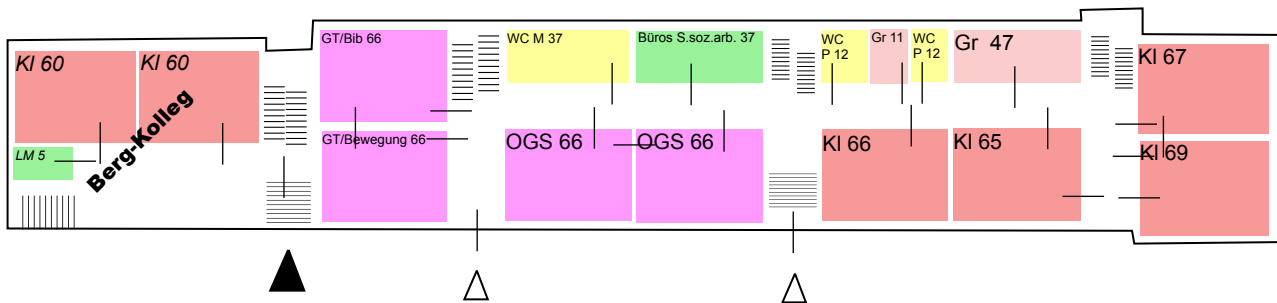 Kl 60
Kl 60
LM 5
Berg-Kolleg
GT/Bib 66
GT/Bewegung 66
WC M 37
Büros S.soz.arb. 37
OGS 66
OGS 66
WC
P 12
Gr 11
WC
P 12
Gr 47
Kl 66
Kl 65
Kl 67
Kl 69